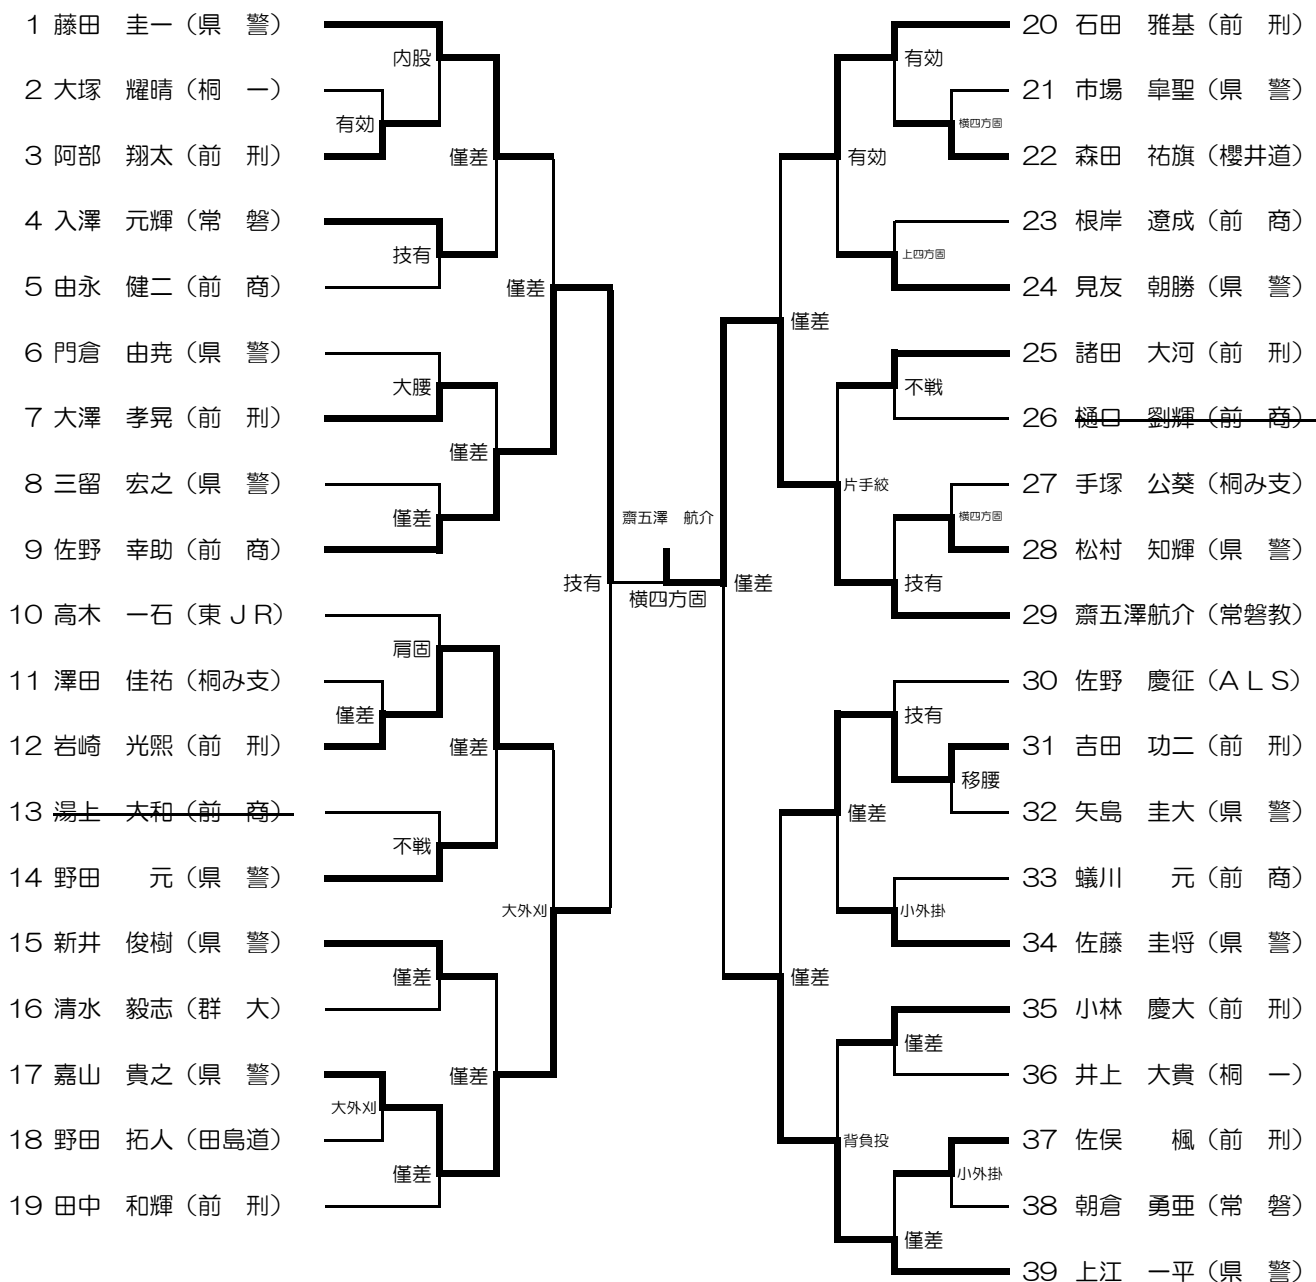 1 藤田　圭一（県　警）
内股
2 大塚　耀晴（桐　一）
有効
3 阿部　翔太（前　刑）
僅差
4 入澤　元輝（常　磐）
技有
5 由永　健二（前　商）
僅差
6 門倉　由尭（県　警）
大腰
7 大澤　孝晃（前　刑）
僅差
8 三留　宏之（県　警）
僅差
9 佐野　幸助（前　商）
技有
10 高木　一石（東ＪＲ）
肩固
11 澤田　佳祐（桐み支）
僅差
12 岩崎　光熙（前　刑）
僅差
13 湯上　大和（前　商）
不戦
14 野田　　元（県　警）
大外刈
15 新井　俊樹（県　警）
僅差
16 清水　毅志（群　大）
17 嘉山　貴之（県　警）
僅差
大外刈
18 野田　拓人（田島道）
僅差
19 田中　和輝（前　刑）
齋五澤　航介
横四方固
20 石田　雅基（前　刑）
有効
21 市場　皐聖（県　警）
横四方固
22 森田　祐旗（櫻井道）
有効
23 根岸　遼成（前　商）
上四方固
24 見友　朝勝（県　警）
僅差
25 諸田　大河（前　刑）
不戦
26 樋口　劉輝（前　商）
27 手塚　公葵（桐み支）
片手絞
横四方固
28 松村　知輝（県　警）
技有
僅差
29 齋五澤航介（常磐教）
30 佐野　慶征（ＡＬＳ）
技有
31 吉田　功二（前　刑）
移腰
32 矢島　圭大（県　警）
僅差
33 蟻川　　元（前　商）
小外掛
34 佐藤　圭将（県　警）
僅差
35 小林　慶大（前　刑）
僅差
36 井上　大貴（桐　一）
37 佐俣　　楓（前　刑）
背負投
小外掛
38 朝倉　勇亜（常　磐）
僅差
39 上江　一平（県　警）